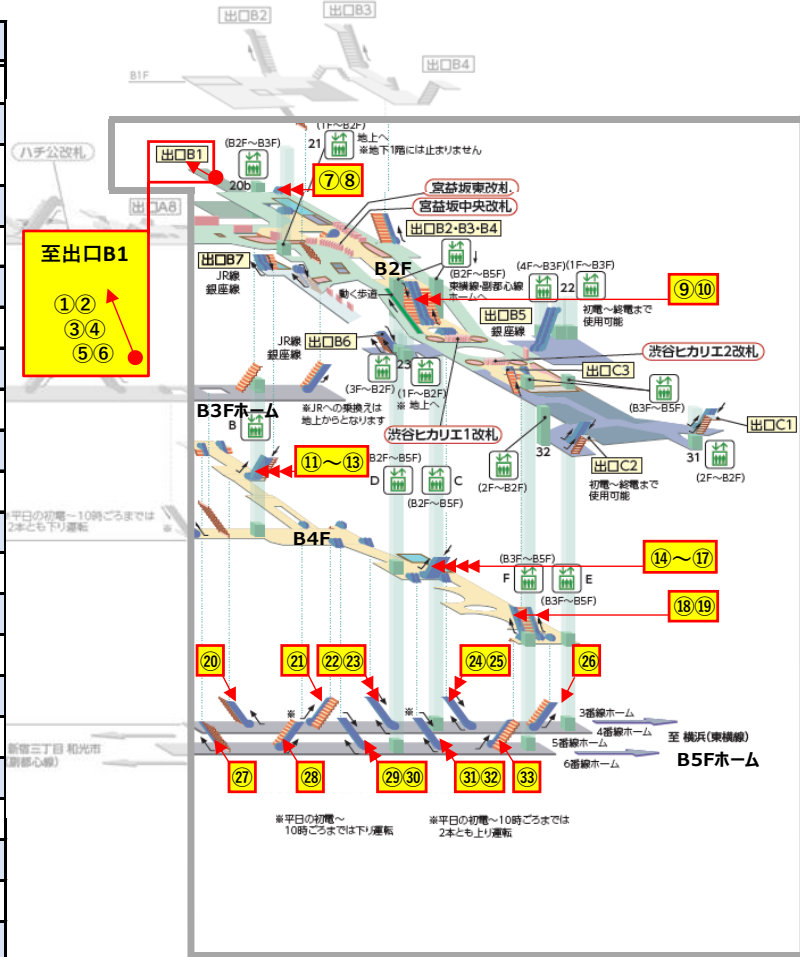 出口B2
出口B3
出口B4
B1F
ハチ公改札
出口A8
(1F〜B2F)
21
地上へ
※地下1階には止まりません
(B2F〜B3F)
20b
出口B1
⑦⑧
宮益坂東改札
宮益坂中央改札
出口B2・B3・B4
至出口B1
①②
③④
⑤⑥
出口B7
JR線
銀座線
B2F
(B2F〜B5F)
東横線・副都心線
ホームへ
動く歩道
(4F〜B3F)
(1F〜B3F)
22
初電〜終電まで
使用可能
⑨⑩
出口B5
銀座線
JR線
銀座線
出口B6
(3F〜B2F)
23
(1F〜B2F)
※ 地上へ
渋谷ヒカリエ2改札
出口C3
(B3F〜B5F)
※JRへの乗換えは
地上からとなります
B3Fホーム
B
渋谷ヒカリエ1改札
出口C1
32
31
(2F〜B2F)
出口C2
初電〜終電まで
使用可能
(2F〜B2F)
⑪〜⑬
(B2F〜B5F)
D
C
(B2F〜B5F)
平日の初電〜10時ごろまでは
2本とも下り運転
※
B4F
(B3F〜B5F)
F
E
(B3F〜B5F)
⑭〜⑰
⑱⑲
⑳
㉑
㉒㉓
㉔㉕
㉖
※
※
3番線ホーム
4番線ホーム
5番線ホーム
6番線ホーム
至 横浜(東横線)
B5Fホーム
新宿三丁目 和光市
(副都心線)
㉗
㉘
㉙㉚
㉛㉜
㉝
※平日の初電〜
10時ごろまでは下り運転
※平日の初電〜10時ごろまでは
2本とも上り運転